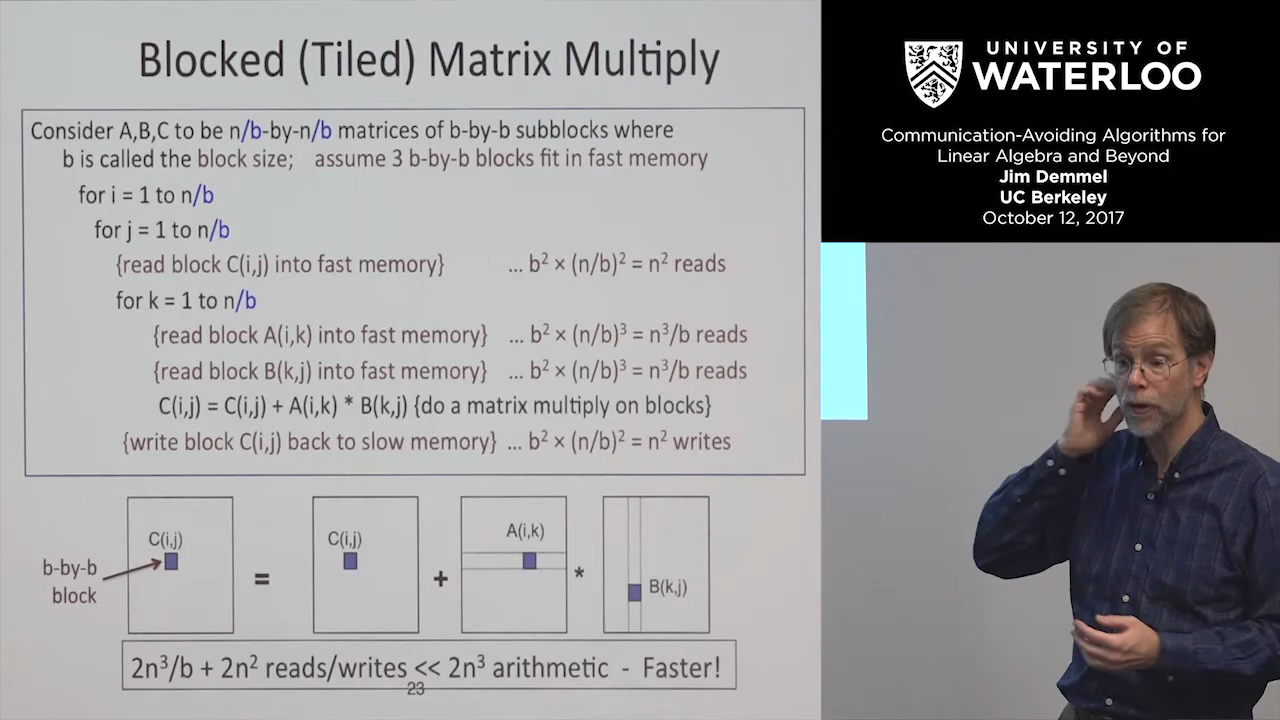 Blocked (Tiled) Matrix Multiply
Consider A,B,C to be n/b-by-n/b matrices of b-by-b subblocks where
b is called the block size; assume 3 b-by-b blocks fit in fast memory
for i = 1 to n/b
for j = 1 to n/b
{read block C(i,j) into fast memory} ... b² × (n/b)² = n² reads
for k = 1 to n/b
{read block A(i,k) into fast memory} ... b² × (n/b)³ = n³/b reads
{read block B(k,j) into fast memory} ... b² × (n/b)³ = n³/b reads
C(i,j) = C(i,j) + A(i,k) * B(k,j) {do a matrix multiply on blocks}
{write block C(i,j) back to slow memory} ... b² × (n/b)² = n² writes
C(i,j) C(i,j) A(i,k)
b-by-b
block
= + *
B(k,j)
2n³/b + 2n² reads/writes << 2n³ arithmetic - Faster!
23
UNIVERSITY OF
WATERLOO
Communication-Avoiding Algorithms for
Linear Algebra and Beyond
Jim Demmel
UC Berkeley
October 12, 2017